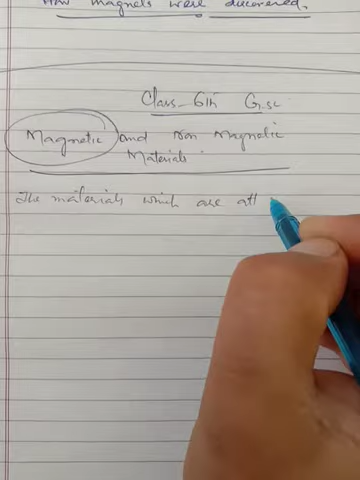 How magnets were discovered.
Class-6th G.sc
Magnetic and Non Magnetic
Materials
The materials which are att